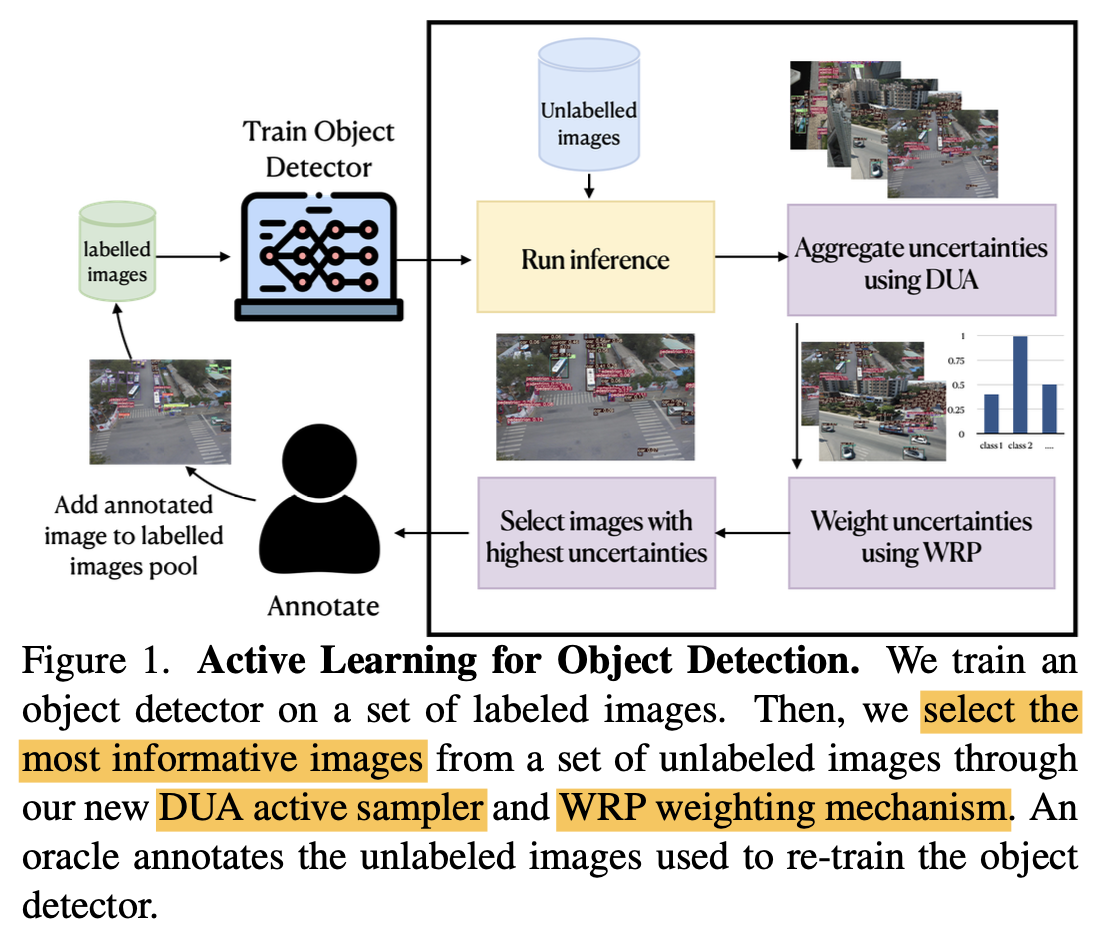 Unlabelled
images
Train Object
Detector
labelled
images
Run inference
Aggregate uncertainties
using DUA
1
0.75
0.5
0.25
0
class 1 class 2 ....
Select images with
highest uncertainties
Weight uncertainties
using WRP
Add annotated
image to labelled
images pool
Annotate
Figure 1. Active Learning for Object Detection. We train an
object detector on a set of labeled images. Then, we select the
most informative images from a set of unlabeled images through
our new DUA active sampler and WRP weighting mechanism. An
oracle annotates the unlabeled images used to re-train the object
detector.